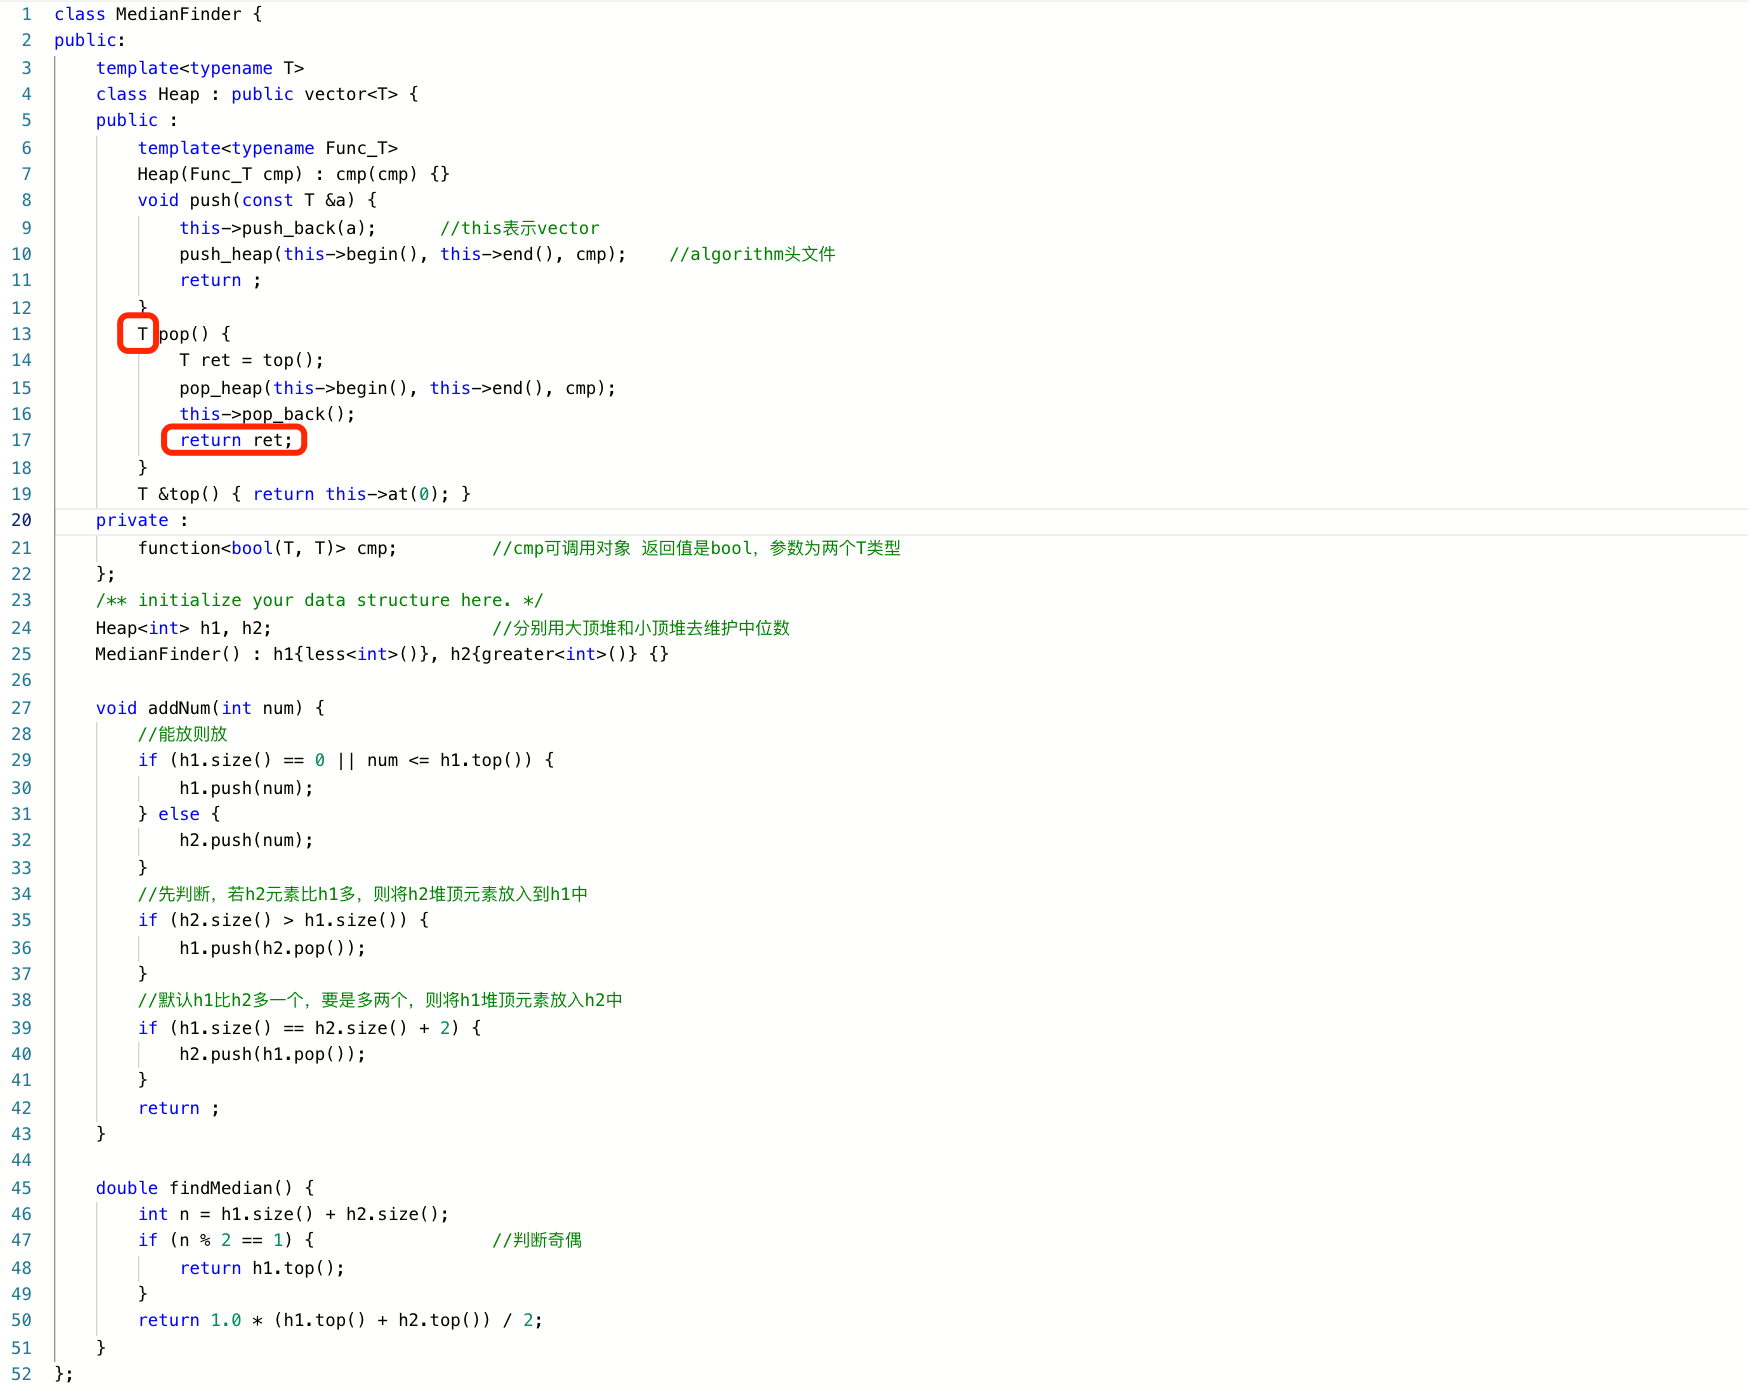 1 class MedianFinder {
2 public:
3     template<typename T>
4     class Heap : public vector<T> {
5     public :
6         template<typename Func_T>
7         Heap(Func_T cmp) : cmp(cmp) {}
8         void push(const T &a) {
9             this->push_back(a);      //this表示vector
10             push_heap(this->begin(), this->end(), cmp);    //algorithm头文件
11             return ;
12         }
13         T pop() {
14             T ret = top();
15             pop_heap(this->begin(), this->end(), cmp);
16             this->pop_back();
17             return ret;
18         }
19         T &top() { return this->at(0); }
20     private :
21         function<bool(T, T)> cmp;         //cmp可调用对象 返回值是bool，参数为两个T类型
22     };
23     /** initialize your data structure here. */
24     Heap<int> h1, h2;                     //分别用大顶堆和小顶堆去维护中位数
25     MedianFinder() : h1{less<int>()}, h2{greater<int>()} {}
26
27     void addNum(int num) {
28         //能放则放
29         if (h1.size() == 0 || num <= h1.top()) {
30             h1.push(num);
31         } else {
32             h2.push(num);
33         }
34         //先判断，若h2元素比h1多，则将h2堆顶元素放入到h1中
35         if (h2.size() > h1.size()) {
36             h1.push(h2.pop());
37         }
38         //默认h1比h2多一个，要是多两个，则将h1堆顶元素放入h2中
39         if (h1.size() == h2.size() + 2) {
40             h2.push(h1.pop());
41         }
42         return ;
43     }
44
45     double findMedian() {
46         int n = h1.size() + h2.size();
47         if (n % 2 == 1) {                 //判断奇偶
48             return h1.top();
49         }
50         return 1.0 * (h1.top() + h2.top()) / 2;
51     }
52 };